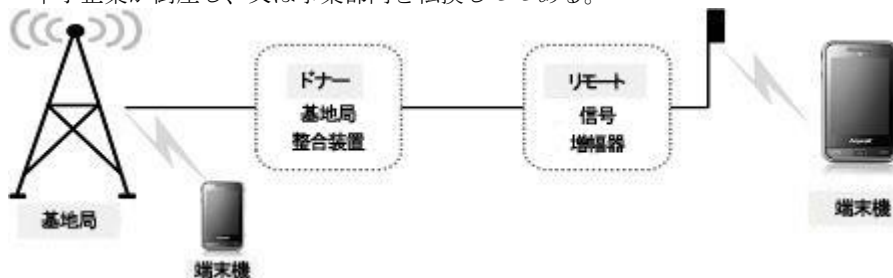 ドナー
基地局
整合装置
リモート
信号
増幅器
基地局
端末機
端末機